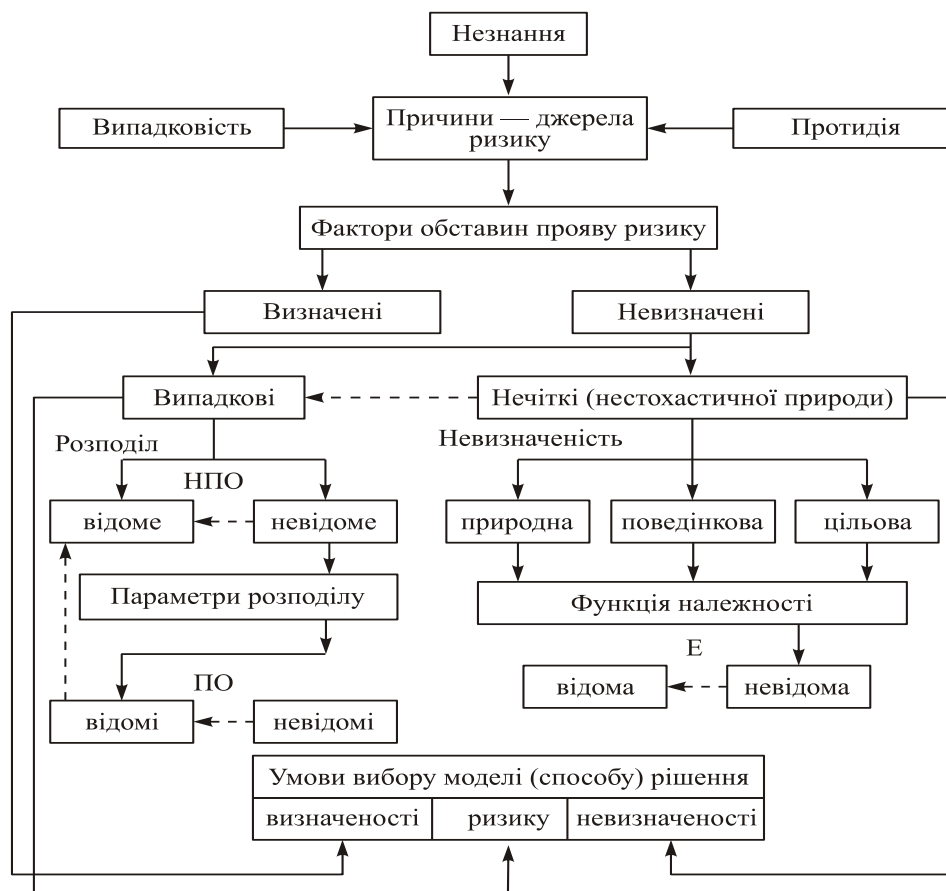 Незнання
Випадковість
Причини — джерела
ризику
Протидія
Фактори обставин прояву ризику
Визначені
Невизначені
Випадкові
Нечіткі (нестохастичної природи)
Розподіл
Невизначеність
НПО
відоме
невідоме
природна
поведінкова
цільова
Параметри розподілу
Функція належності
Е
відома
невідома
ПО
відомі
невідомі
Умови вибору моделі (способу) рішення
визначеності
ризику
невизначеності